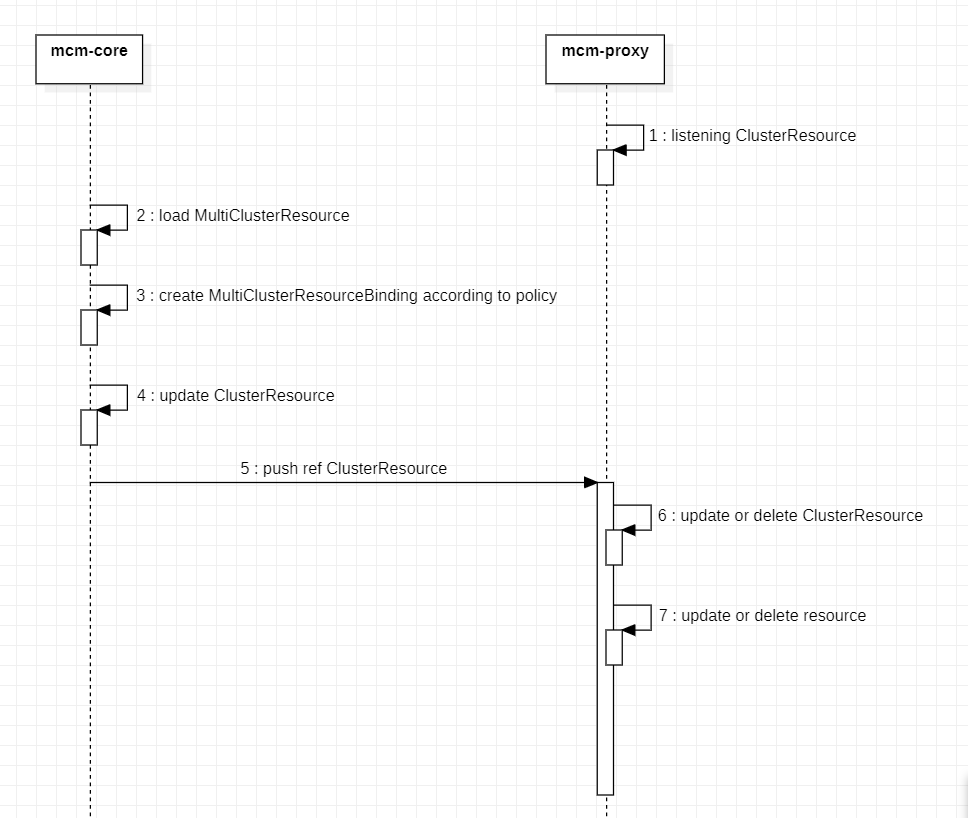 mcm-core
mcm-proxy
1 : listening ClusterResource
2 : load MultiClusterResource
3 : create MultiClusterResourceBinding according to policy
4 : update ClusterResource
5 : push ref ClusterResource
6 : update or delete ClusterResource
7 : update or delete resource